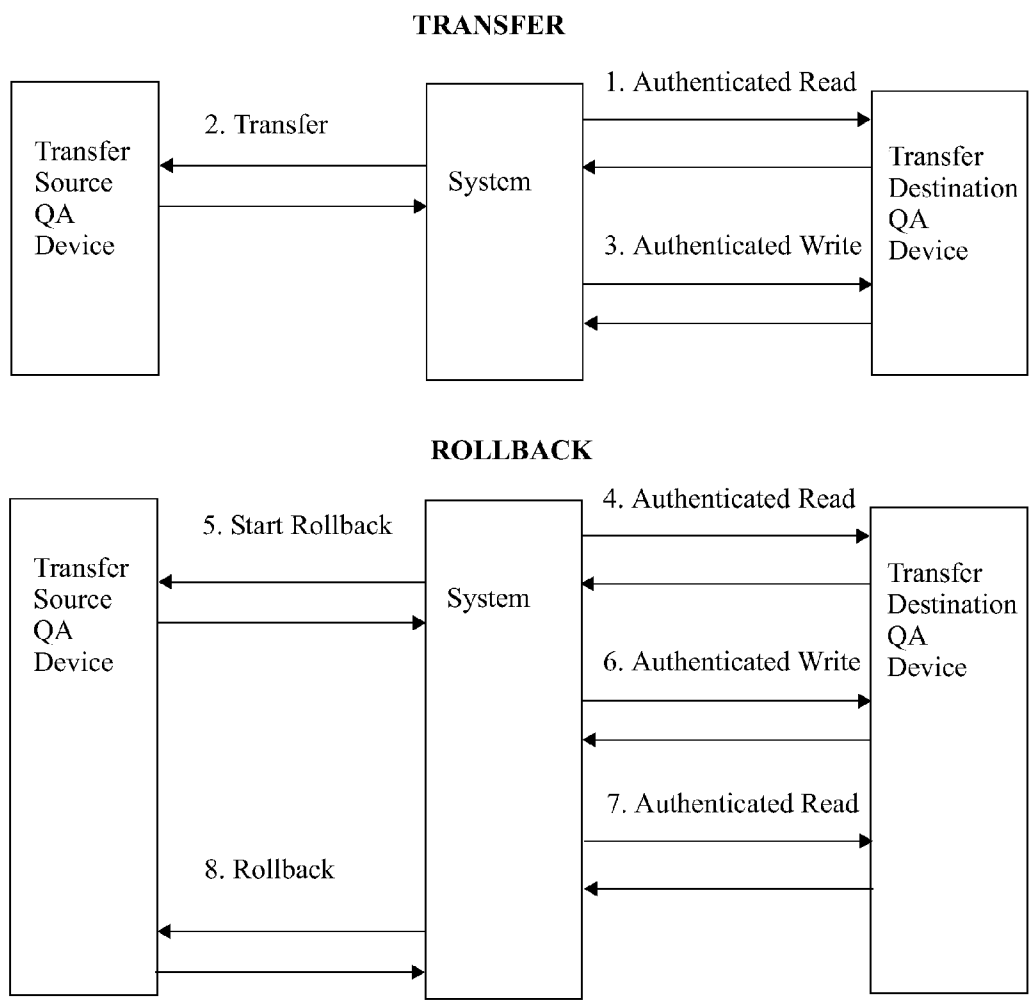 TRANSFER
1. Authenticated Read
2. Transfer
Transfer
Source
QA
Device
System
Transfer
Destination
QA
Device
3. Authenticated Write
ROLLBACK
4. Authenticated Read
5. Start Rollback
Transfer
Source
QA
Device
System
Transfer
Destination
QA
Device
6. Authenticated Write
7. Authenticated Read
8. Rollback